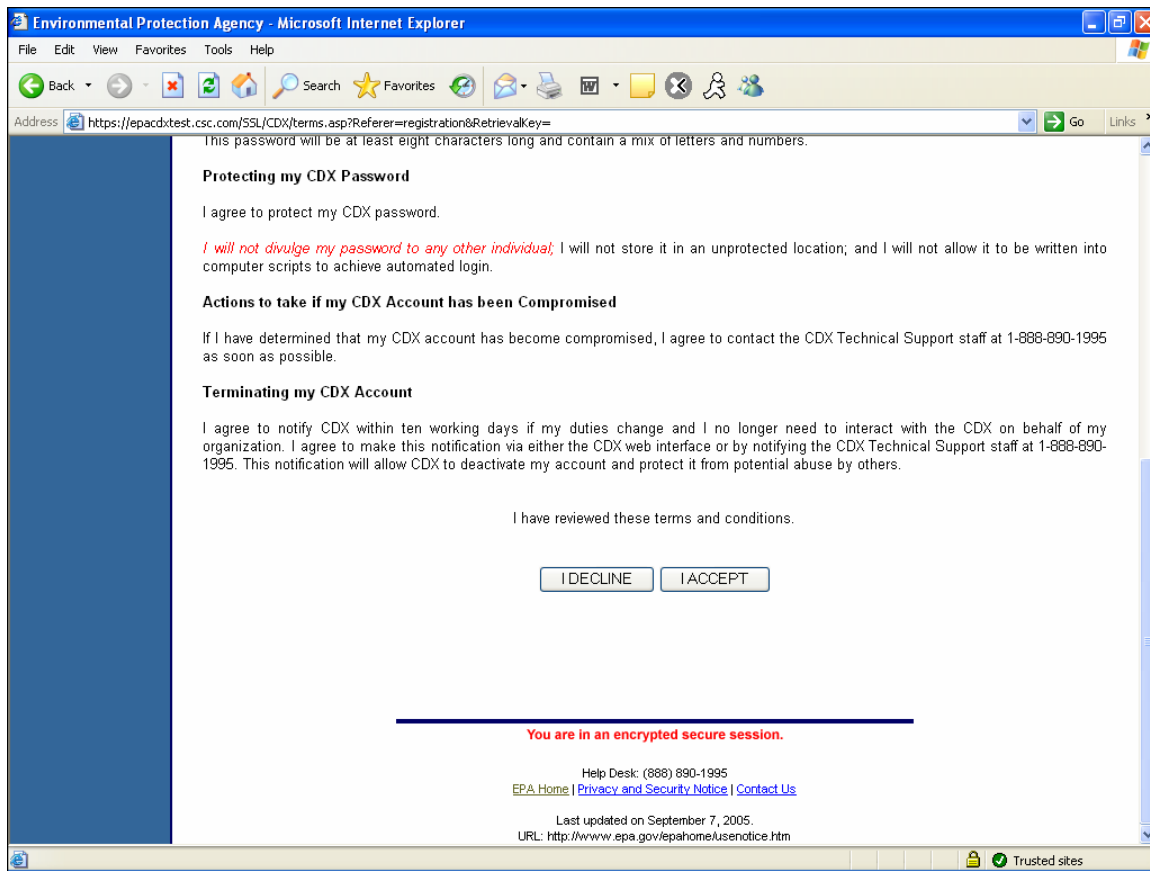 Environmental Protection Agency - Microsoft Internet Explorer
File Edit View Favorites Tools Help
Back Search Favorites
Address https://epacdxtest.csc.com/SSL/CDX/terms.asp?Referer=registration&RetrievalKey= Go Links
This password will be at least eight characters long and contain a mix of letters and numbers.
Protecting my CDX Password
I agree to protect my CDX password.
I will not divulge my password to any other individual; I will not store it in an unprotected location; and I will not allow it to be written into
computer scripts to achieve automated login.
Actions to take if my CDX Account has been Compromised
If I have determined that my CDX account has become compromised, I agree to contact the CDX Technical Support staff at 1-888-890-1995
as soon as possible.
Terminating my CDX Account
I agree to notify CDX within ten working days if my duties change and I no longer need to interact with the CDX on behalf of my
organization. I agree to make this notification via either the CDX web interface or by notifying the CDX Technical Support staff at 1-888-890-
1995. This notification will allow CDX to deactivate my account and protect it from potential abuse by others.
I have reviewed these terms and conditions.
I DECLINE I ACCEPT
You are in an encrypted secure session.
Help Desk: (888) 890-1995
EPA Home | Privacy and Security Notice | Contact Us
Last updated on September 7, 2005.
URL: http://www.epa.gov/epahome/usenotice.htm
Trusted sites